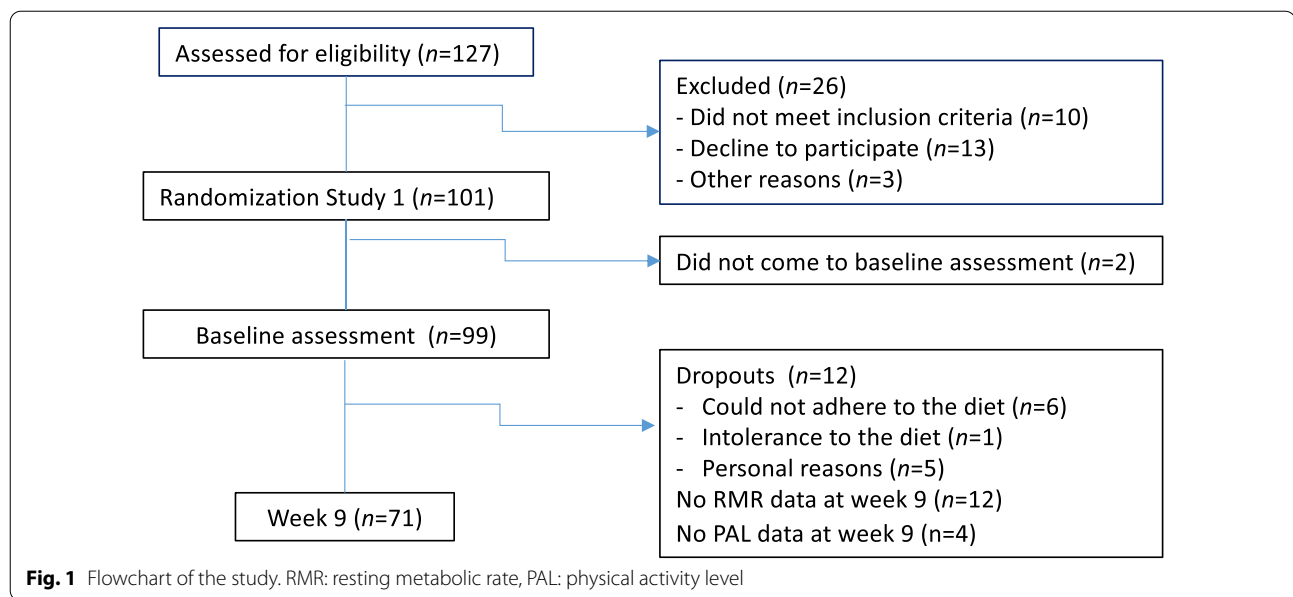 Assessed for eligibility (n=127)
Excluded (n=26)
- Did not meet inclusion criteria (n=10)
- Decline to participate (n=13)
- Other reasons (n=3)
Randomization Study 1 (n=101)
Did not come to baseline assessment (n=2)
Baseline assessment (n=99)
Dropouts (n=12)
- Could not adhere to the diet (n=6)
- Intolerance to the diet (n=1)
- Personal reasons (n=5)
No RMR data at week 9 (n=12)
No PAL data at week 9 (n=4)
Week 9 (n=71)
Fig. 1 Flowchart of the study. RMR: resting metabolic rate, PAL: physical activity level